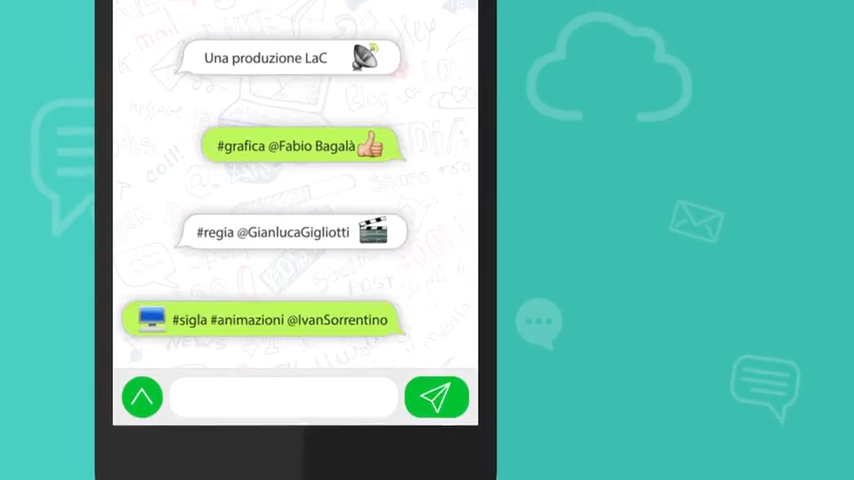 Una produzione LaC
#grafica @Fabio Bagalà
#regia @GianlucaGigliotti
#sigla #animazioni @IvanSorrentino